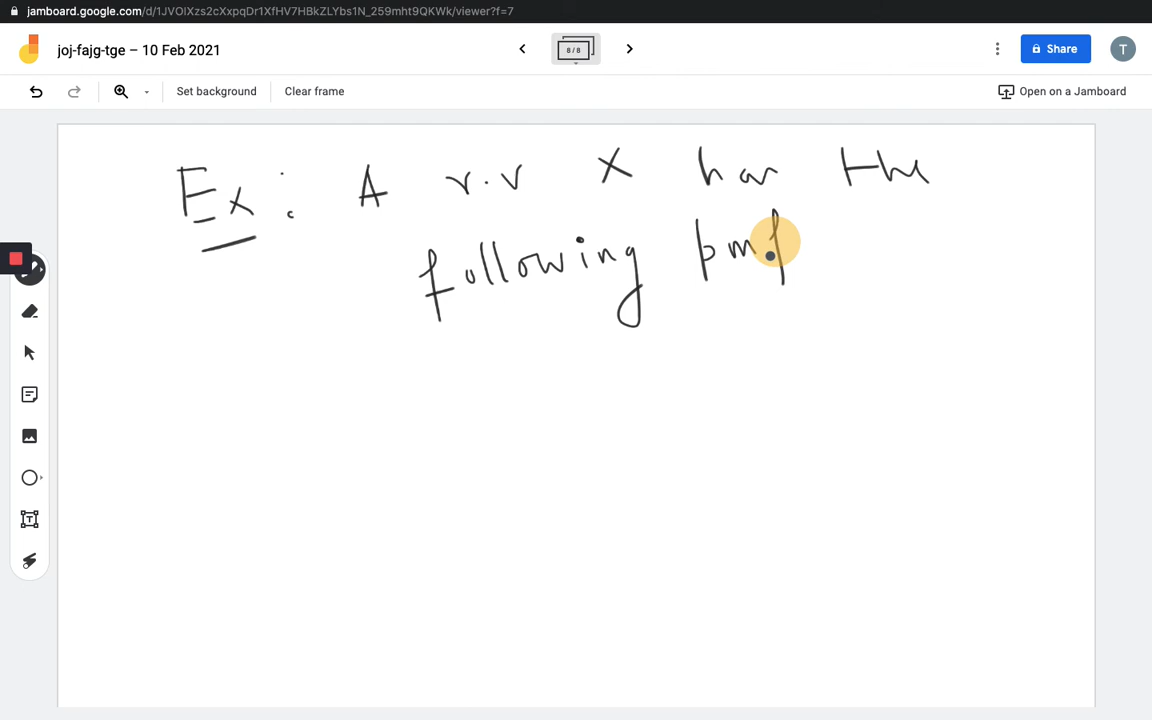 jamboard.google.com/d/1JVOlXzs2cXxpqDr1XfHV7HBkZLYbs1N_259mht9QKWk/viewer?f=7
joj-fajg-tge – 10 Feb 2021
8/8
Share
T
Set background
Clear frame
Open on a Jamboard
Ex: A r.v X has the
following pmf